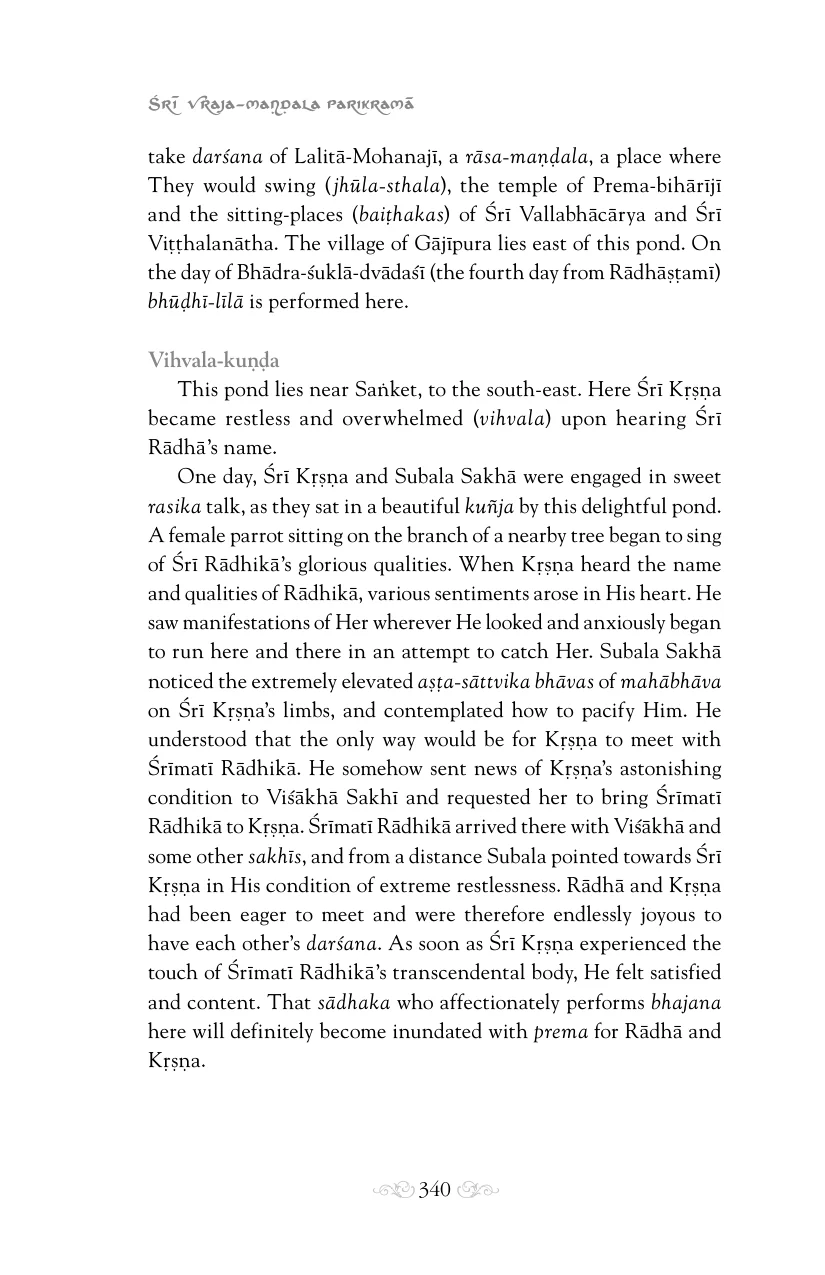 Śrī Vraja-maṇḍala Parikramā
take darśana of Lalitā-Mohanajī, a rāsa-maṇḍala, a place where
They would swing (jhūla-sthala), the temple of Prema-bihārījī
and the sitting-places (baiṭhakas) of Śrī Vallabhācārya and Śrī
Viṭṭhalanātha. The village of Gājīpura lies east of this pond. On
the day of Bhādra-śuklā-dvādaśī (the fourth day from Rādhāṣṭamī)
bhūḍhī-līlā is performed here.
Vihvala-kuṇḍa
This pond lies near Saṅket, to the south-east. Here Śrī Kṛṣṇa
became restless and overwhelmed (vihvala) upon hearing Śrī
Rādhā’s name.
One day, Śrī Kṛṣṇa and Subala Sakhā were engaged in sweet
rasika talk, as they sat in a beautiful kuñja by this delightful pond.
A female parrot sitting on the branch of a nearby tree began to sing
of Śrī Rādhikā’s glorious qualities. When Kṛṣṇa heard the name
and qualities of Rādhikā, various sentiments arose in His heart. He
saw manifestations of Her wherever He looked and anxiously began
to run here and there in an attempt to catch Her. Subala Sakhā
noticed the extremely elevated aṣṭa-sāttvika bhāvas of mahābhāva
on Śrī Kṛṣṇa’s limbs, and contemplated how to pacify Him. He
understood that the only way would be for Kṛṣṇa to meet with
Śrīmatī Rādhikā. He somehow sent news of Kṛṣṇa’s astonishing
condition to Viśākhā Sakhī and requested her to bring Śrīmatī
Rādhikā to Kṛṣṇa. Śrīmatī Rādhikā arrived there with Viśākhā and
some other sakhīs, and from a distance Subala pointed towards Śrī
Kṛṣṇa in His condition of extreme restlessness. Rādhā and Kṛṣṇa
had been eager to meet and were therefore endlessly joyous to
have each other’s darśana. As soon as Śrī Kṛṣṇa experienced the
touch of Śrīmatī Rādhikā’s transcendental body, He felt satisfied
and content. That sādhaka who affectionately performs bhajana
here will definitely become inundated with prema for Rādhā and
Kṛṣṇa.
340